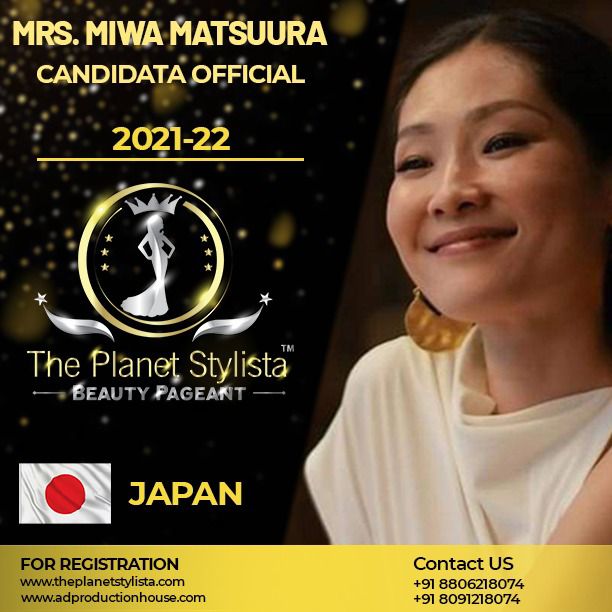 MRS. MIWA MATSUURA
CANDIDATA OFFICIAL
2021-22
The Planet Stylista™
BEAUTY PAGEANT
JAPAN
FOR REGISTRATION
www.theplanetstylista.com
www.adproductionhouse.com
Contact US
+91 8806218074
+91 8091218074